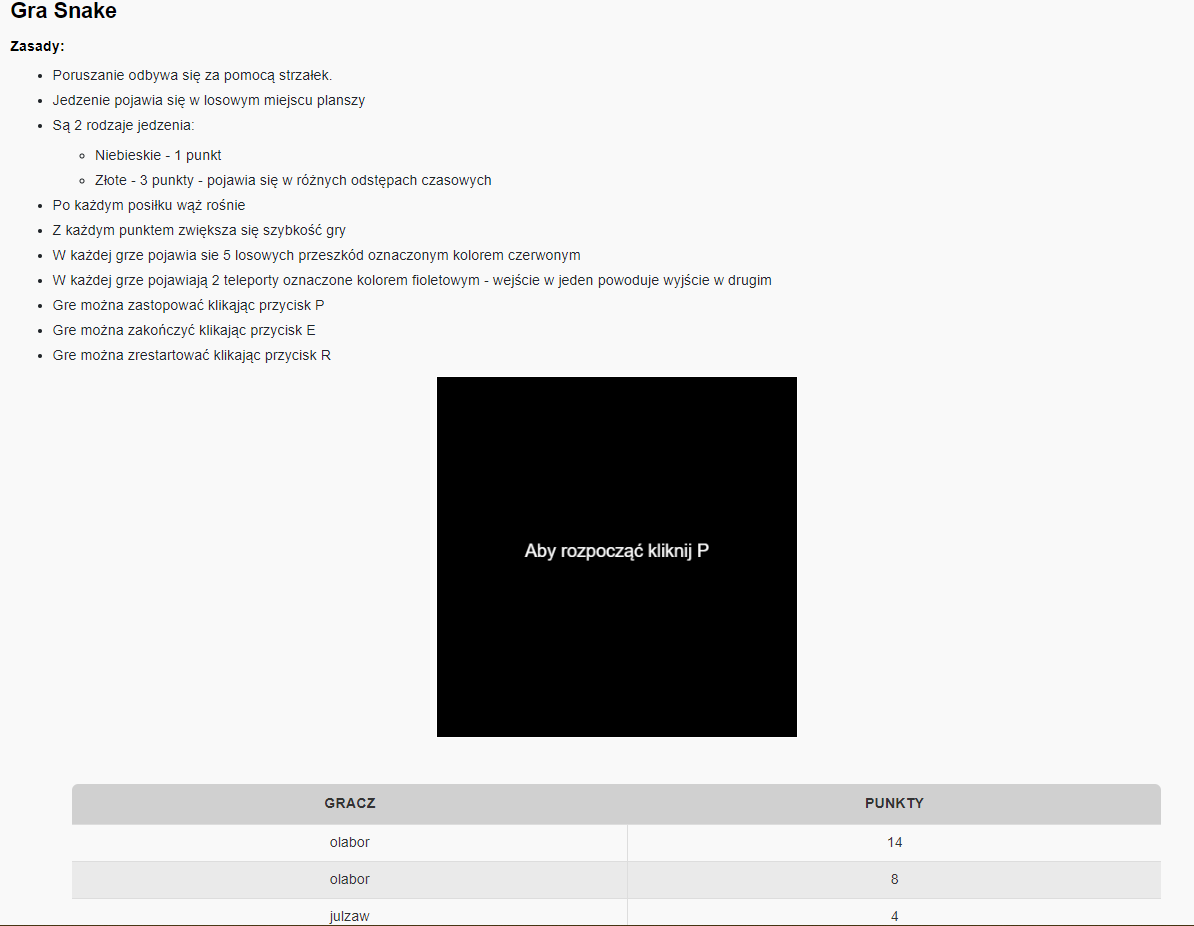 Gra Snake
Zasady:
Poruszanie odbywa się za pomocą strzałek.
Jedzenie pojawia się w losowym miejscu planszy
Są 2 rodzaje jedzenia:
Niebieskie - 1 punkt
Złote - 3 punkty - pojawia się w różnych odstępach czasowych
Po każdym posiłku wąż rośnie
Z każdym punktem zwiększa się szybkość gry
W każdej grze pojawia sie 5 losowych przeszkód oznaczonym kolorem czerwonym
W każdej grze pojawiają 2 teleporty oznaczone kolorem fioletowym - wejście w jeden powoduje wyjście w drugim
Gre można zastopować klikąjąc przycisk P
Gre można zakończyć klikając przycisk E
Gre można zrestartować klikając przycisk R
Aby rozpocząć kliknij P
GRACZ PUNKTY
olabor 14
olabor 8
julzaw 4